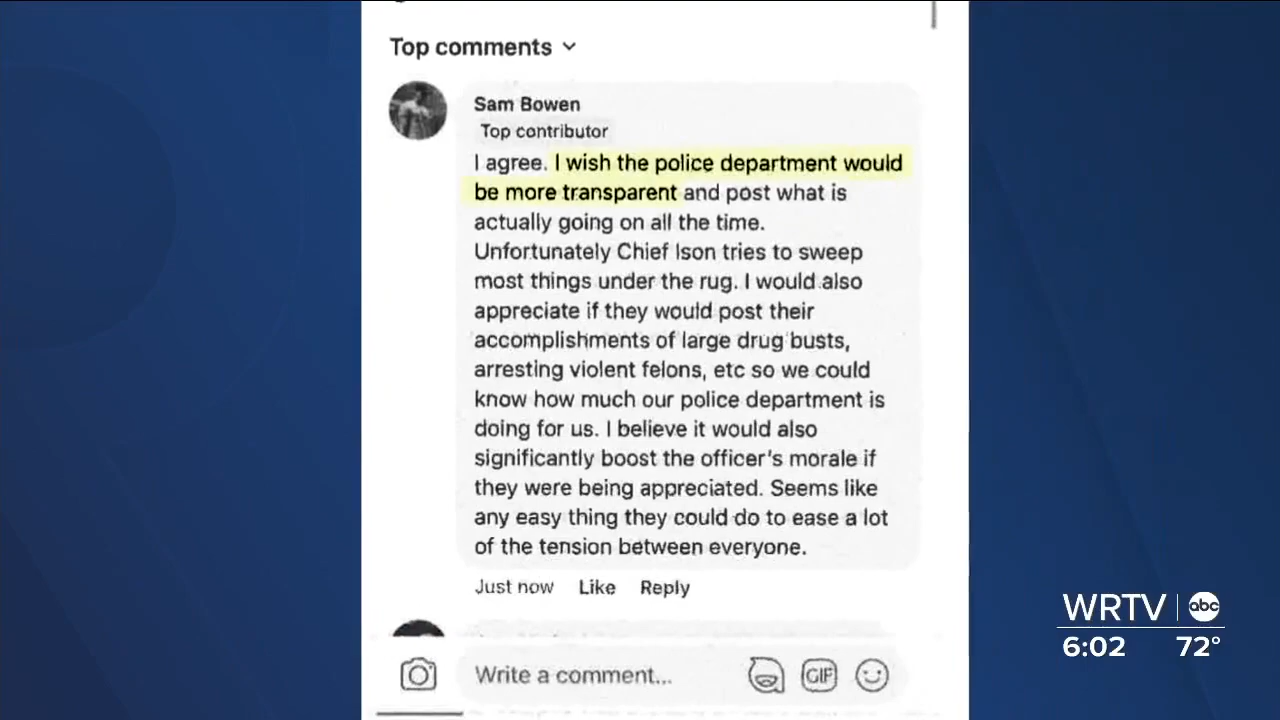 Top comments
Sam Bowen
Top contributor
I agree. I wish the police department would
be more transparent and post what is
actually going on all the time.
Unfortunately Chief Ison tries to sweep
most things under the rug. I would also
appreciate if they would post their
accomplishments of large drug busts,
arresting violent felons, etc so we could
know how much our police department is
doing for us. I believe it would also
significantly boost the officer's morale if
they were being appreciated. Seems like
any easy thing they could do to ease a lot
of the tension between everyone.
Just now Like Reply
Write a comment...
GIF
WRTV abc
6:02 72°